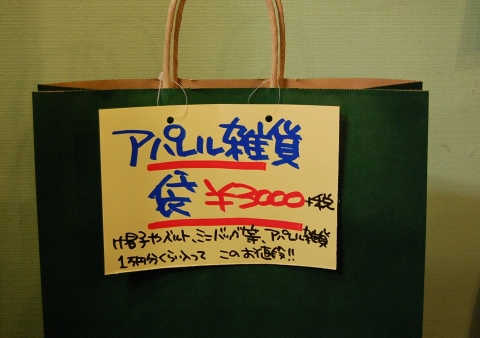 アパレル雑貨
袋 ¥3000+税
帽子やベルト、ミニバッグ等、アパレル雑貨
1万円分くらい入って このお値段!!